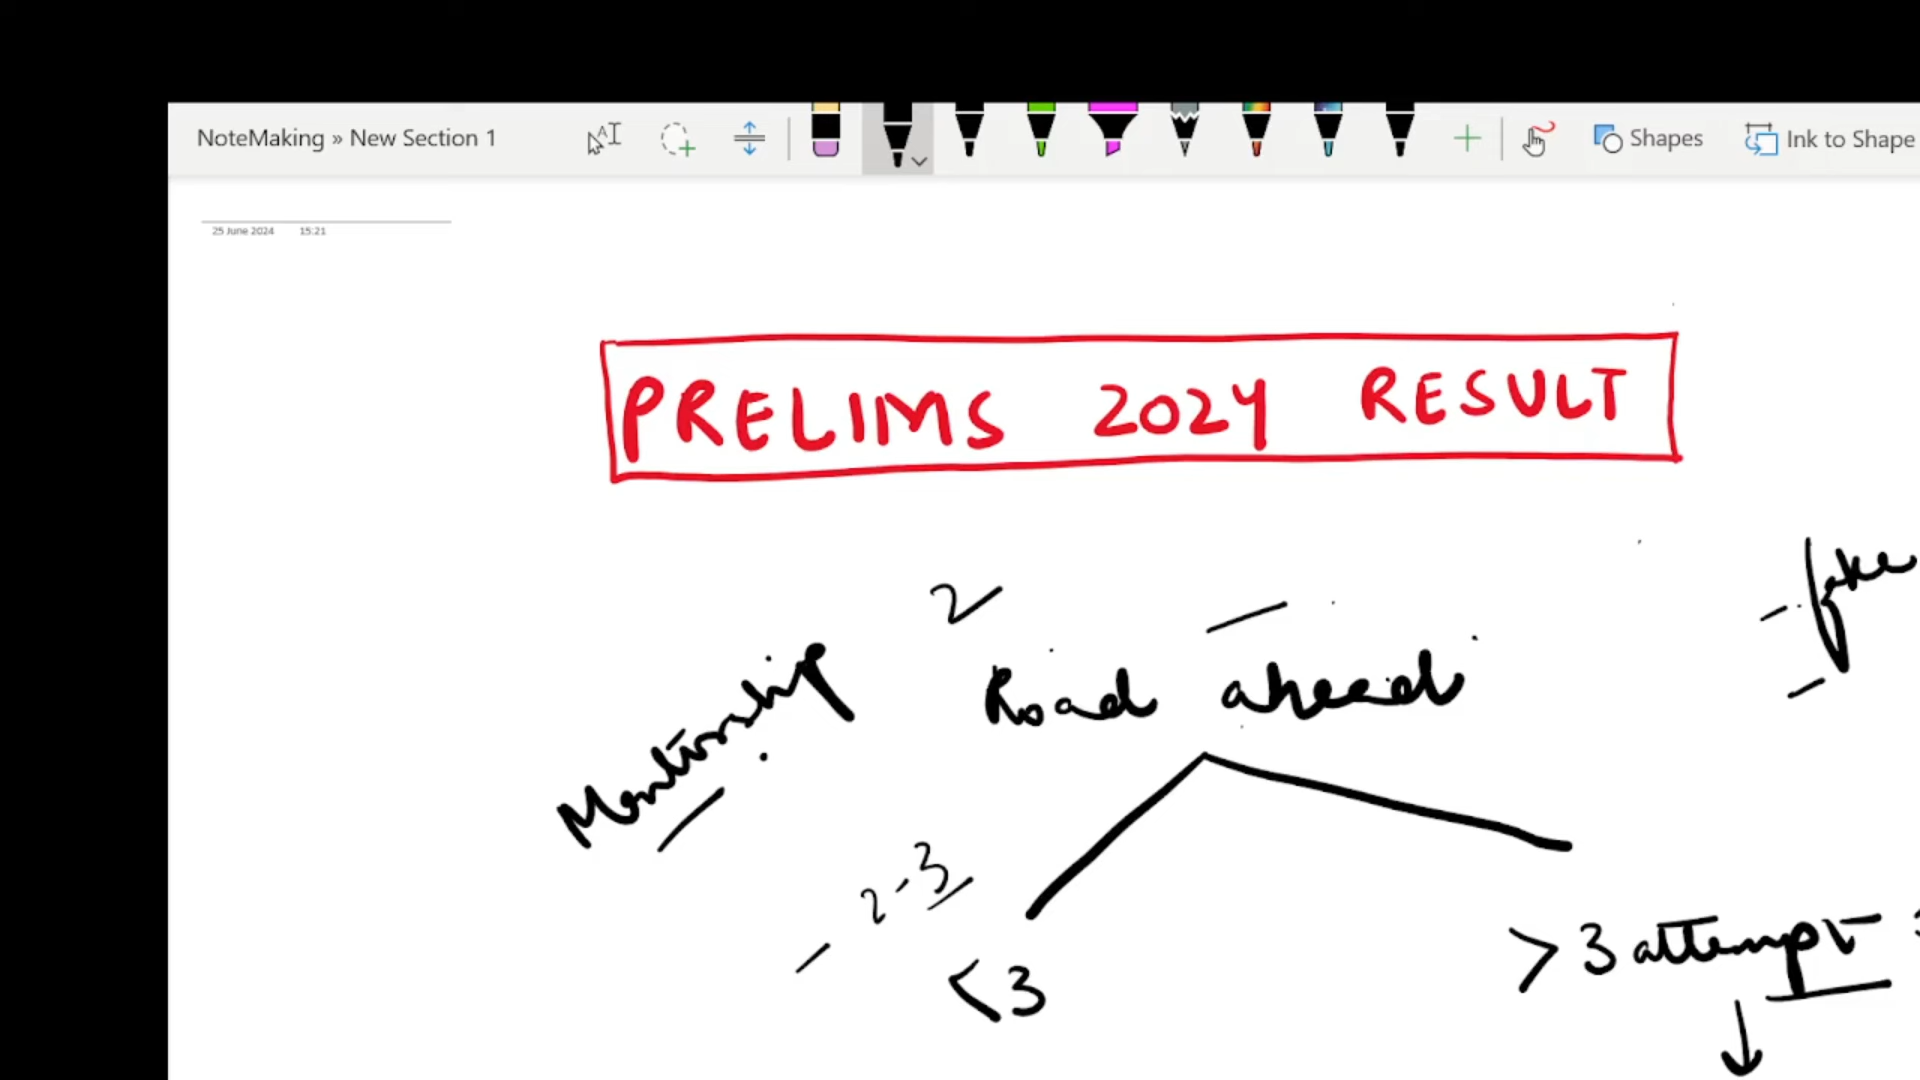 NoteMaking » New Section 1
Shapes
Ink to Shape
25 June 2024 15:21
PRELIMS 2024 RESULT
2
- fake
Mentorship
Road ahead
2-3
<3
>3 attempt